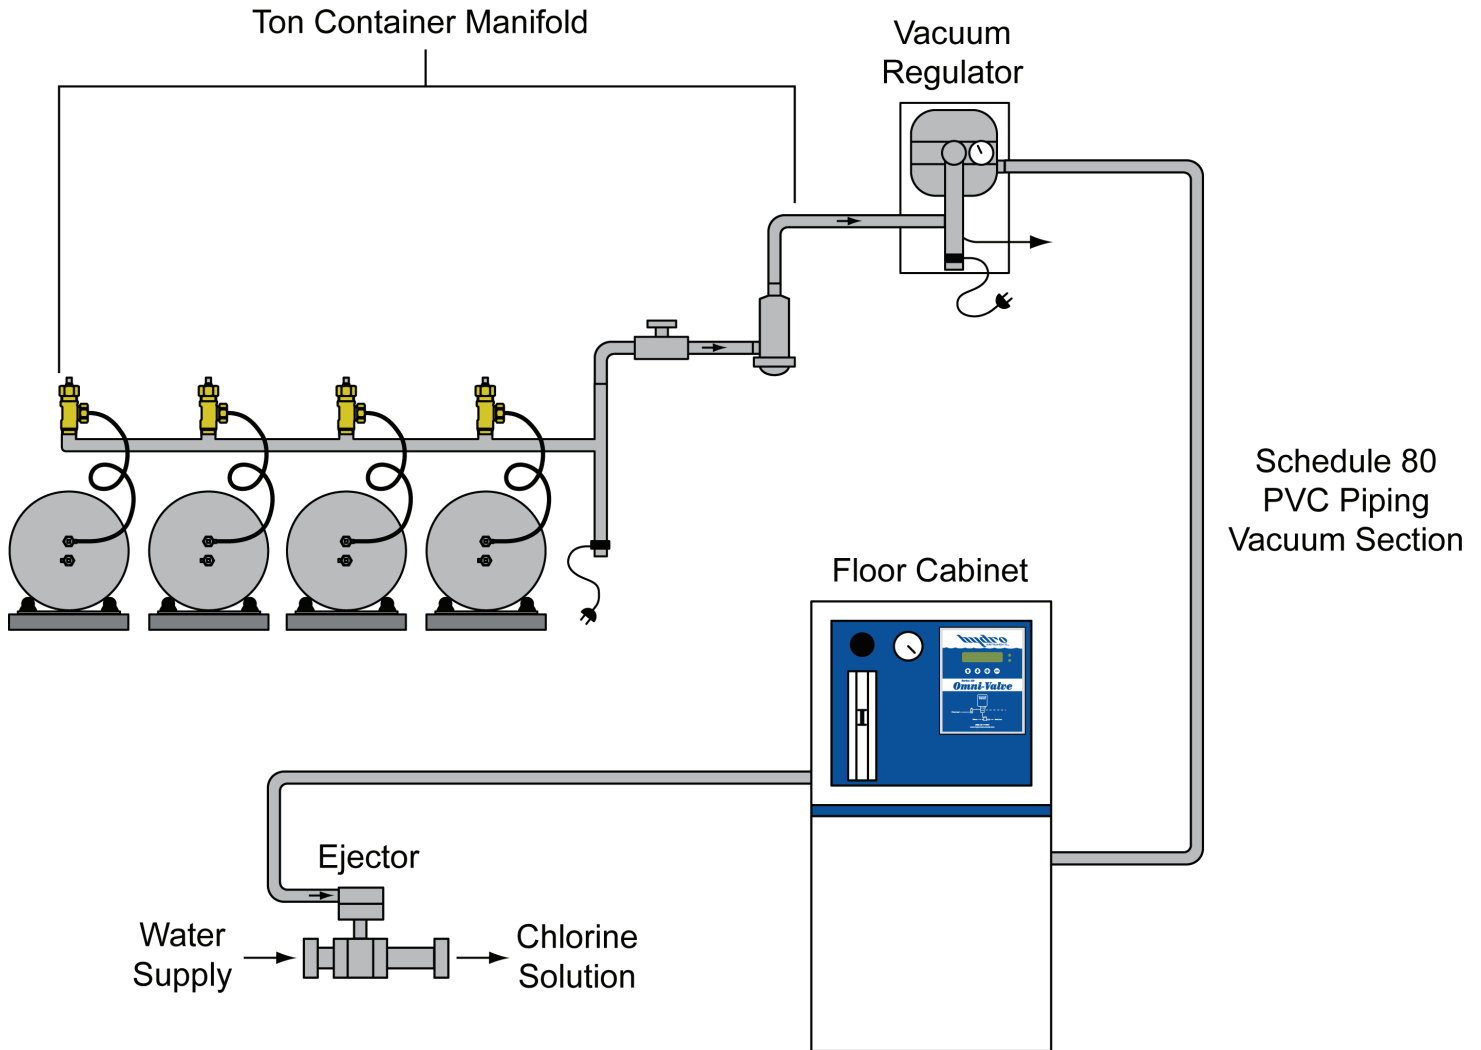 Ton Container Manifold
Vacuum
Regulator
Schedule 80
PVC Piping
Vacuum Section
Floor Cabinet
hydro
Omni-Valve
Ejector
Water
Supply
Chlorine
Solution